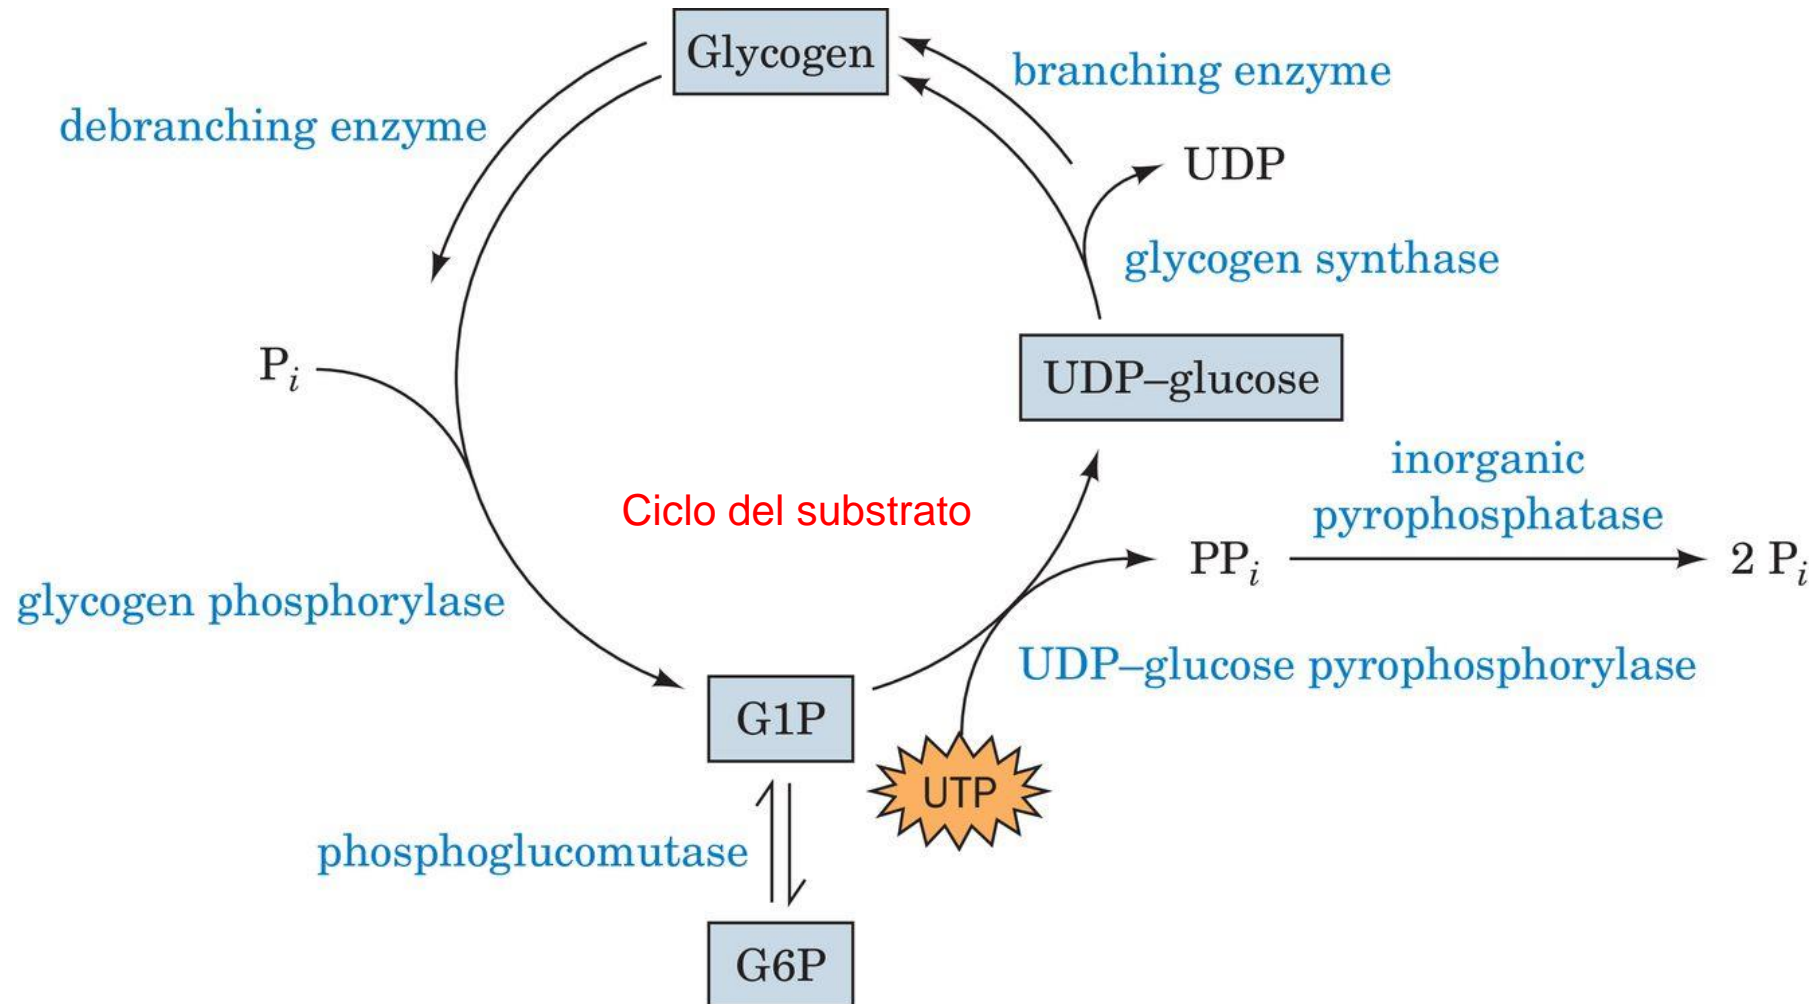 Glycogen
branching enzyme
debranching enzyme
UDP
glycogen synthase
Pi
UDP–glucose
inorganic
pyrophosphatase
Ciclo del substrato
PPi
2 Pi
glycogen phosphorylase
UDP–glucose pyrophosphorylase
G1P
UTP
phosphoglucomutase
G6P